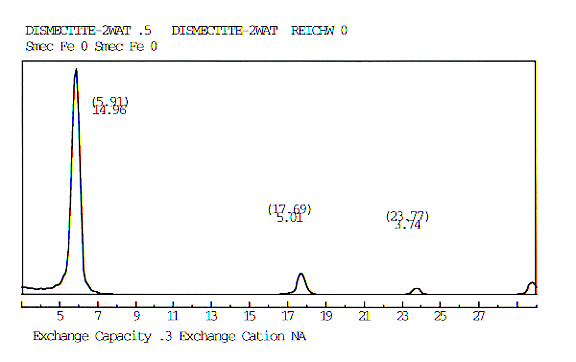 DISMECTITE-2WAT .5 DISMECTITE-2WAT REICHW 0
Smec Fe 0 Smec Fe 0
(5.91)
14.96
(17.69)
5.01
(23.77)
3.74
5 7 9 11 13 15 17 19 21 23 25 27
Exchange Capacity .3 Exchange Cation NA